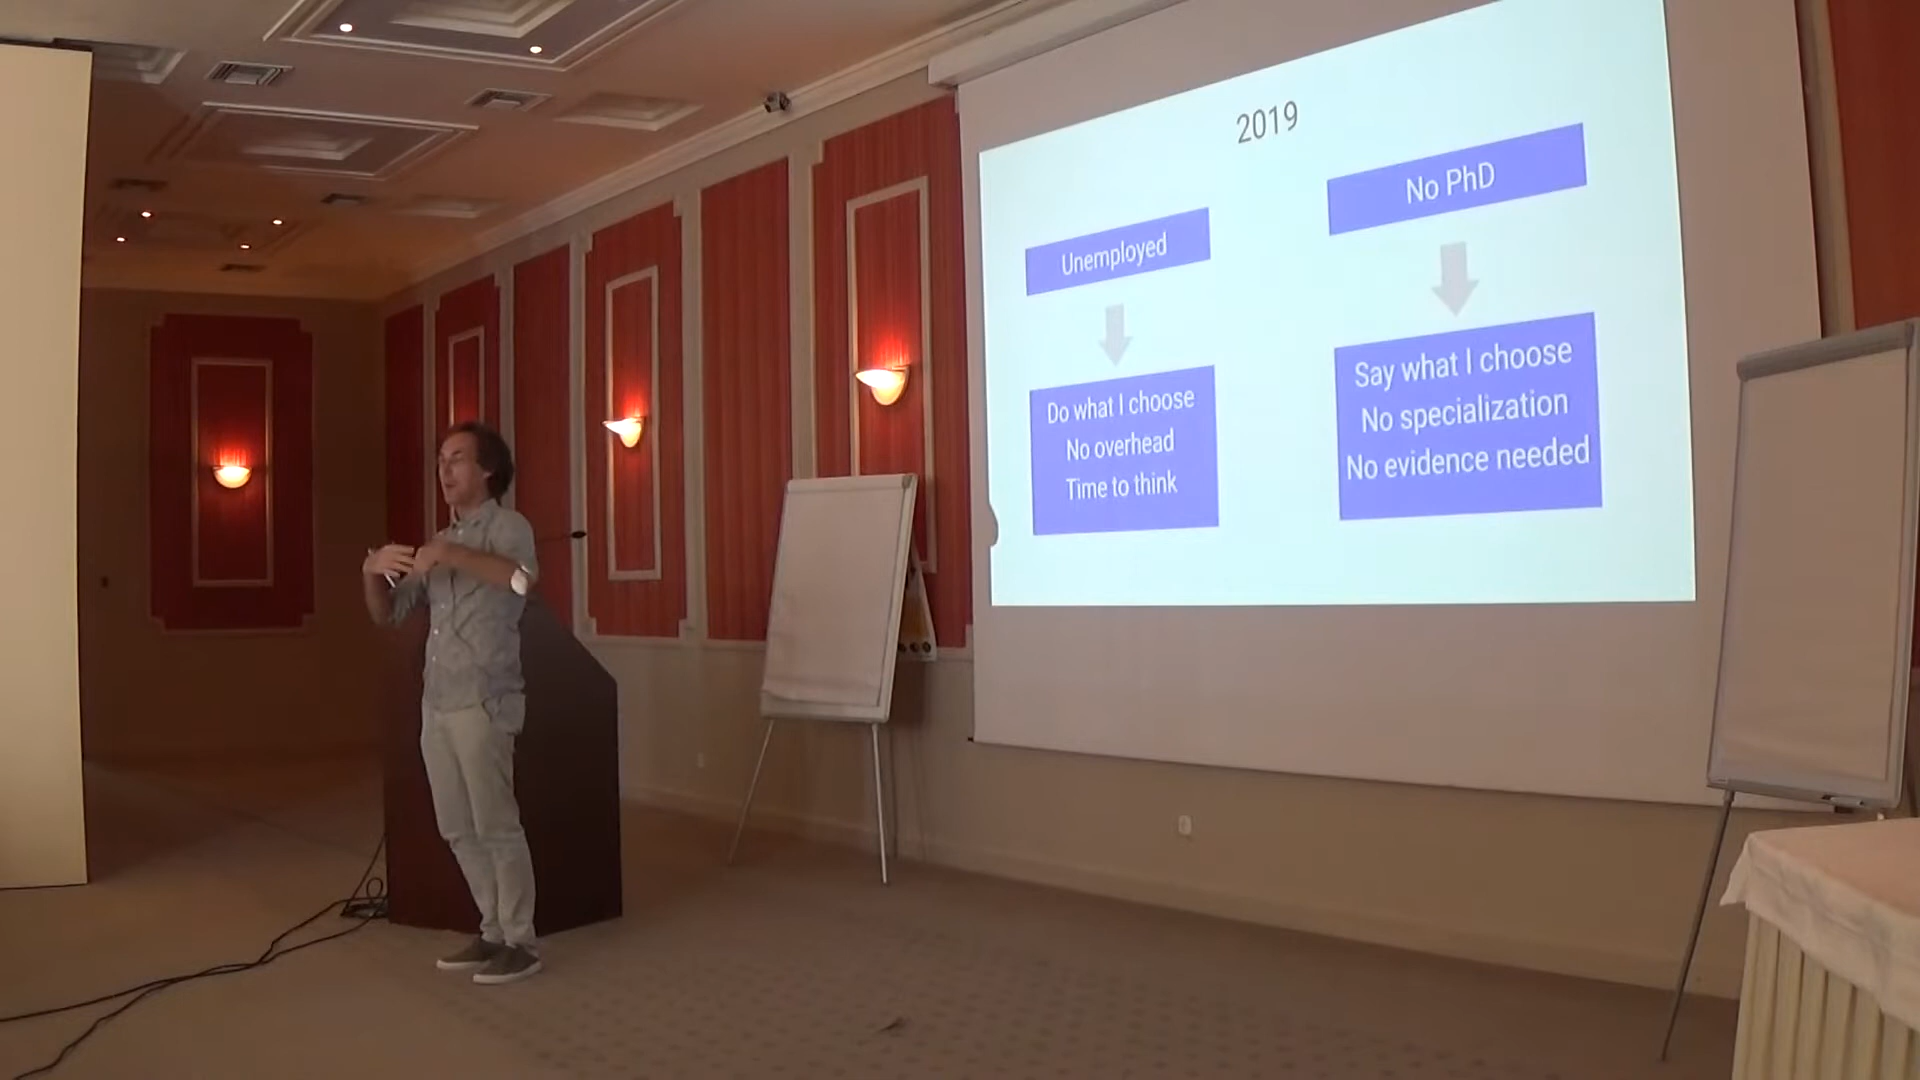 2019
Unemployed
Do what I choose
No overhead
Time to think
No PhD
Say what I choose
No specialization
No evidence needed